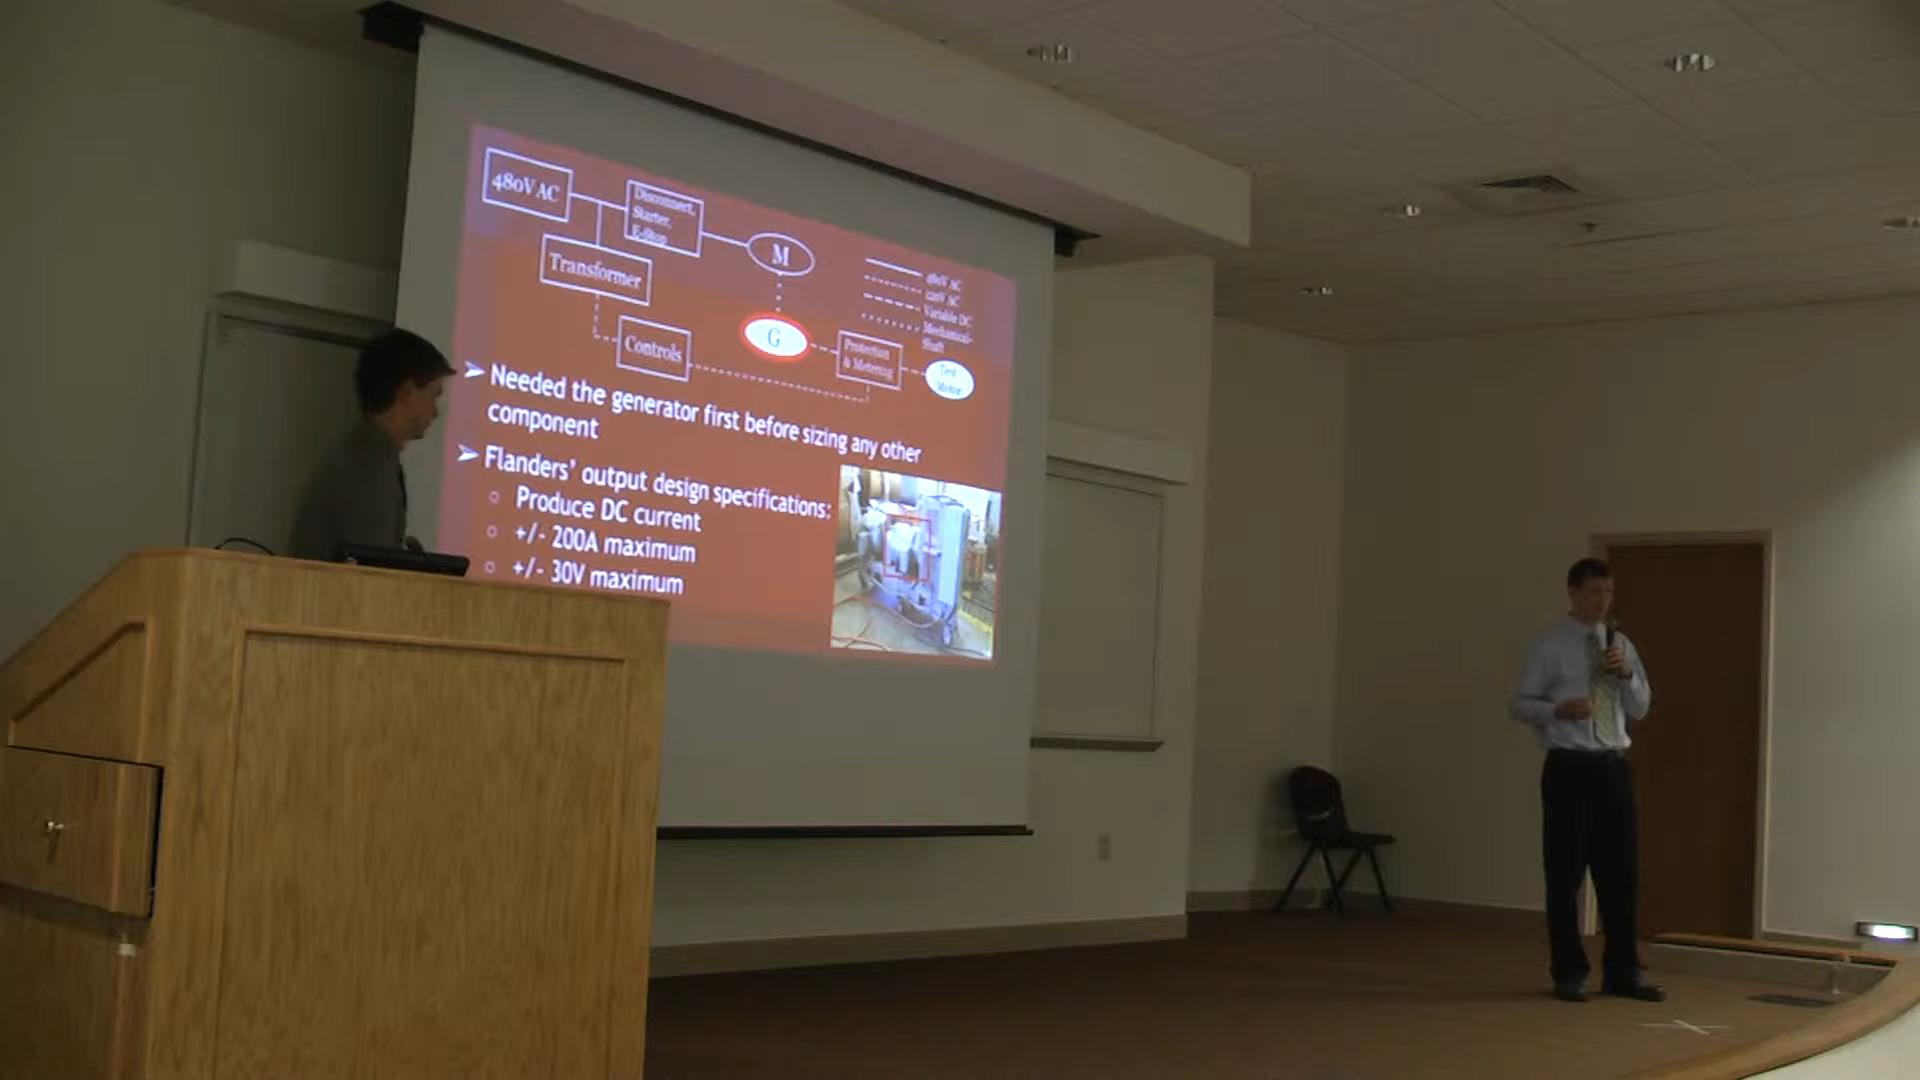 480V AC
Disconnect,
Starter,
E-Stop
M
Transformer
480V AC
120V AC
Variable DC
Mechanical-
Shaft
G
Controls
Protection
& Metering
Test
Motor
➢ Needed the generator first before sizing any other
component
➢ Flanders' output design specifications:
○ Produce DC current
○ +/- 200A maximum
○ +/- 30V maximum